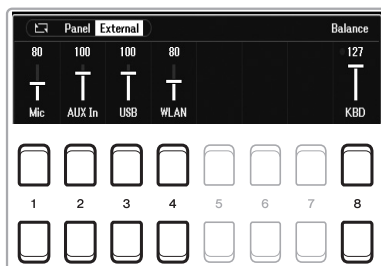 Panel External Balance
80 100 100 80 127
Mic AUX In USB WLAN KBD
1 2 3 4 5 6 7 8